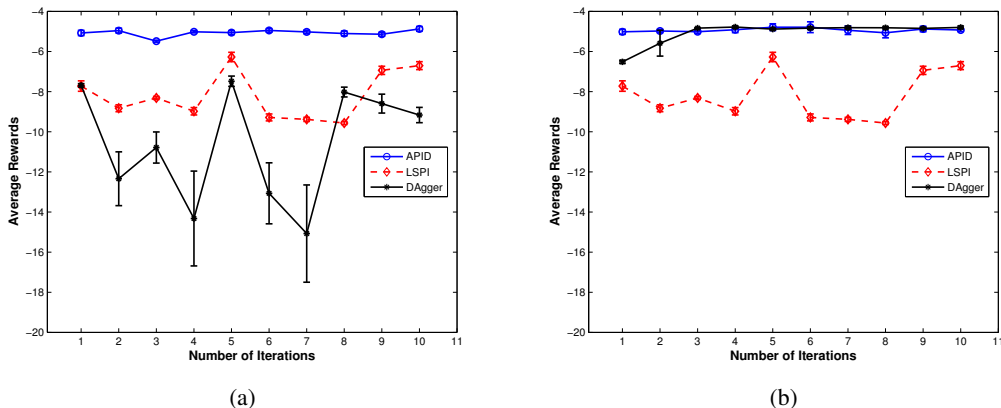 Average Rewards
−4
−6
−8
−10
−12
−14
−16
−18
−20
APID
LSPI
DAgger
1 2 3 4 5 6 7 8 9 10 11
Number of Iterations
(a)
Average Rewards
−4
−6
−8
−10
−12
−14
−16
−18
−20
APID
LSPI
DAgger
1 2 3 4 5 6 7 8 9 10 11
Number of Iterations
(b)